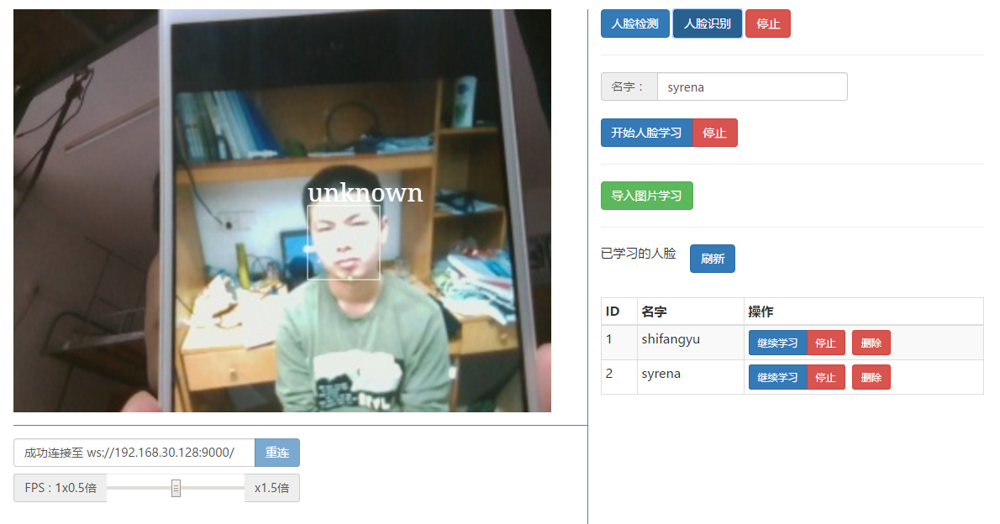 unknown
成功连接至 ws://192.168.30.128:9000/ 重连
FPS : 1x0.5倍 x1.5倍
人脸检测 人脸识别 停止
名字： syrena
开始人脸学习 停止
导入图片学习
已学习的人脸 刷新
ID 名字 操作
1 shifangyu 继续学习 停止 删除
2 syrena 继续学习 停止 删除